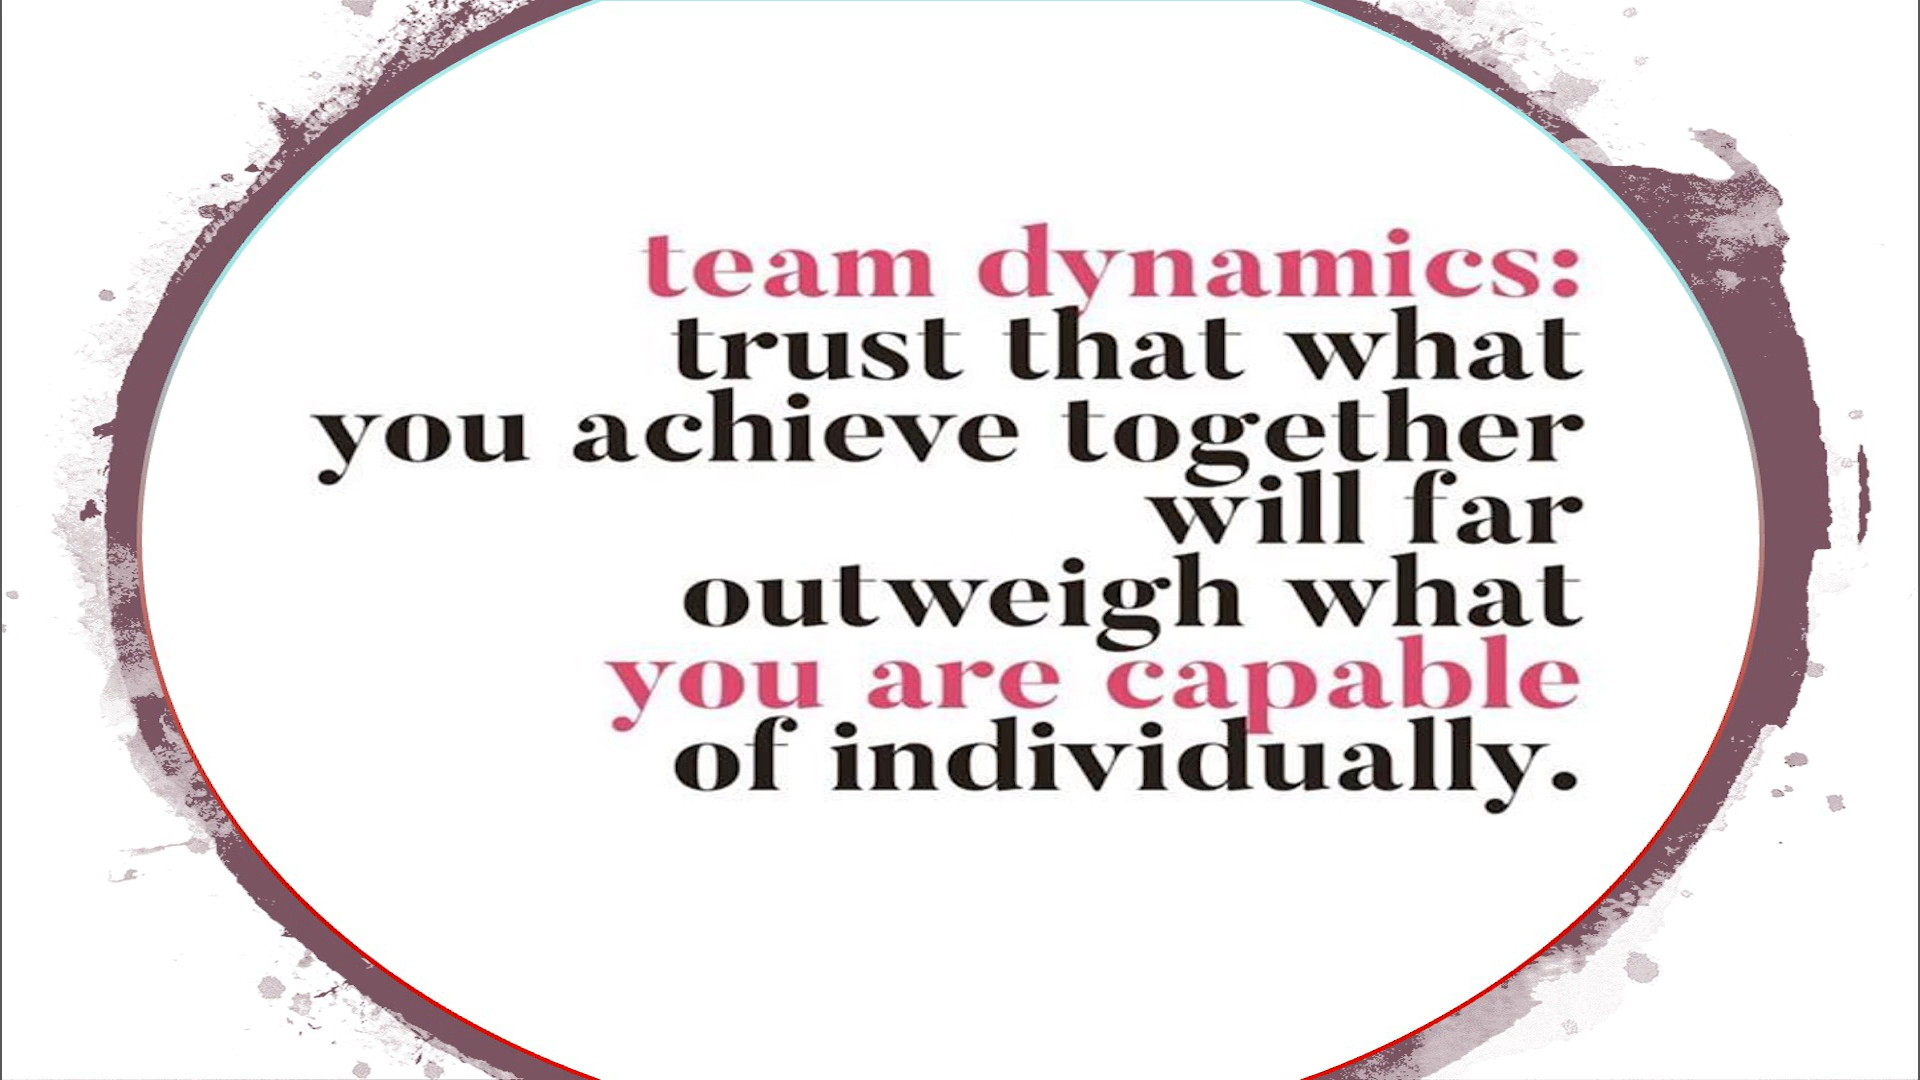 team dynamics:
trust that what
you achieve together
will far
outweigh what
you are capable
of individually.